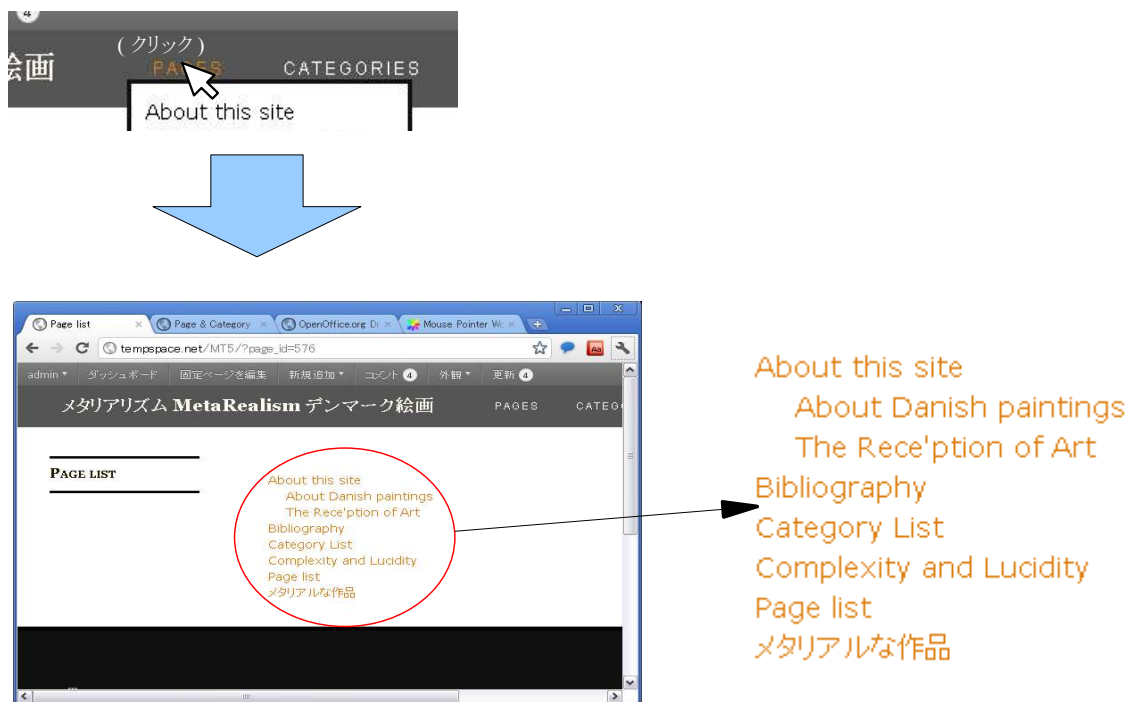 4
( クリック )
絵画 PAGES CATEGORIES
About this site
Page list Page & Category OpenOffice.org Dr Mouse Pointer Wo
tempspace.net/MT5/?page_id=576
admin ダッシュボード 固定ページを編集 新規追加 コメント 4 外観 更新 4
メタリアリズム MetaRealism デンマーク絵画 PAGES CATEGO
PAGE LIST
About this site
About Danish paintings
The Rece'ption of Art
Bibliography
Category List
Complexity and Lucidity
Page list
メタリアルな作品
About this site
About Danish paintings
The Rece'ption of Art
Bibliography
Category List
Complexity and Lucidity
Page list
メタリアルな作品